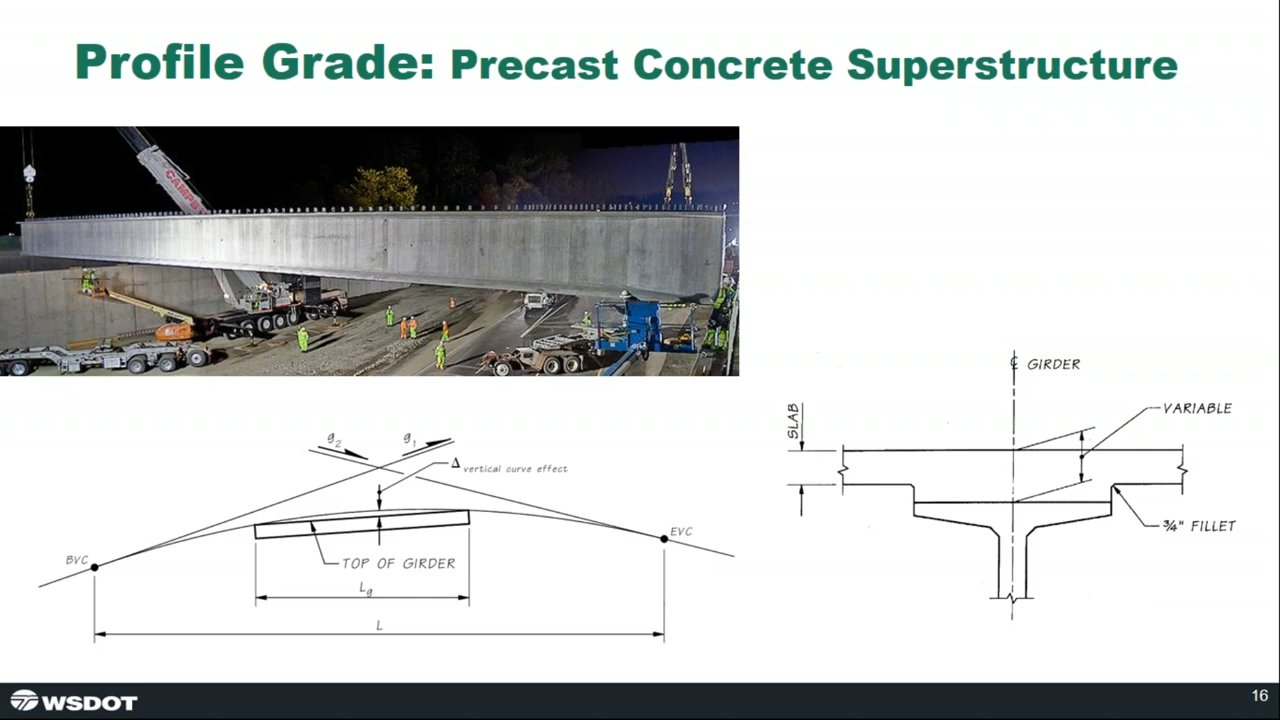 Profile Grade: Precast Concrete Superstructure
CAMPB
g2
g1
Δ vertical curve effect
BVC
EVC
TOP OF GIRDER
Lg
L
℄ GIRDER
SLAB
VARIABLE
¾" FILLET
WSDOT
16